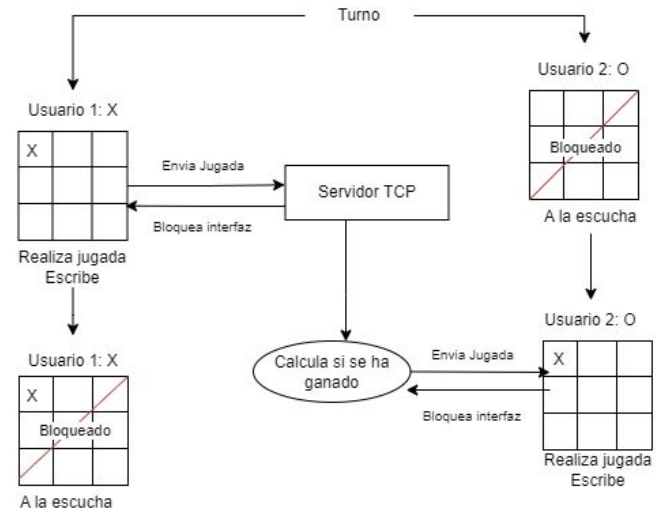 Turno
Usuario 1: X
X
Realiza jugada
Escribe
Envia Jugada
Bloquea interfaz
Servidor TCP
Usuario 2: O
Bloqueado
A la escucha
Usuario 1: X
X
Bloqueado
A la escucha
Calcula si se ha
ganado
Envia Jugada
Bloquea interfaz
Usuario 2: O
X
Realiza jugada
Escribe